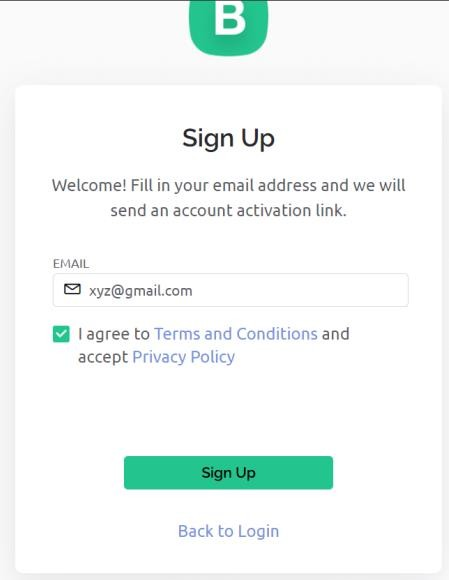 B
Sign Up
Welcome! Fill in your email address and we will
send an account activation link.
EMAIL
xyz@gmail.com
I agree to Terms and Conditions and
accept Privacy Policy
Sign Up
Back to Login